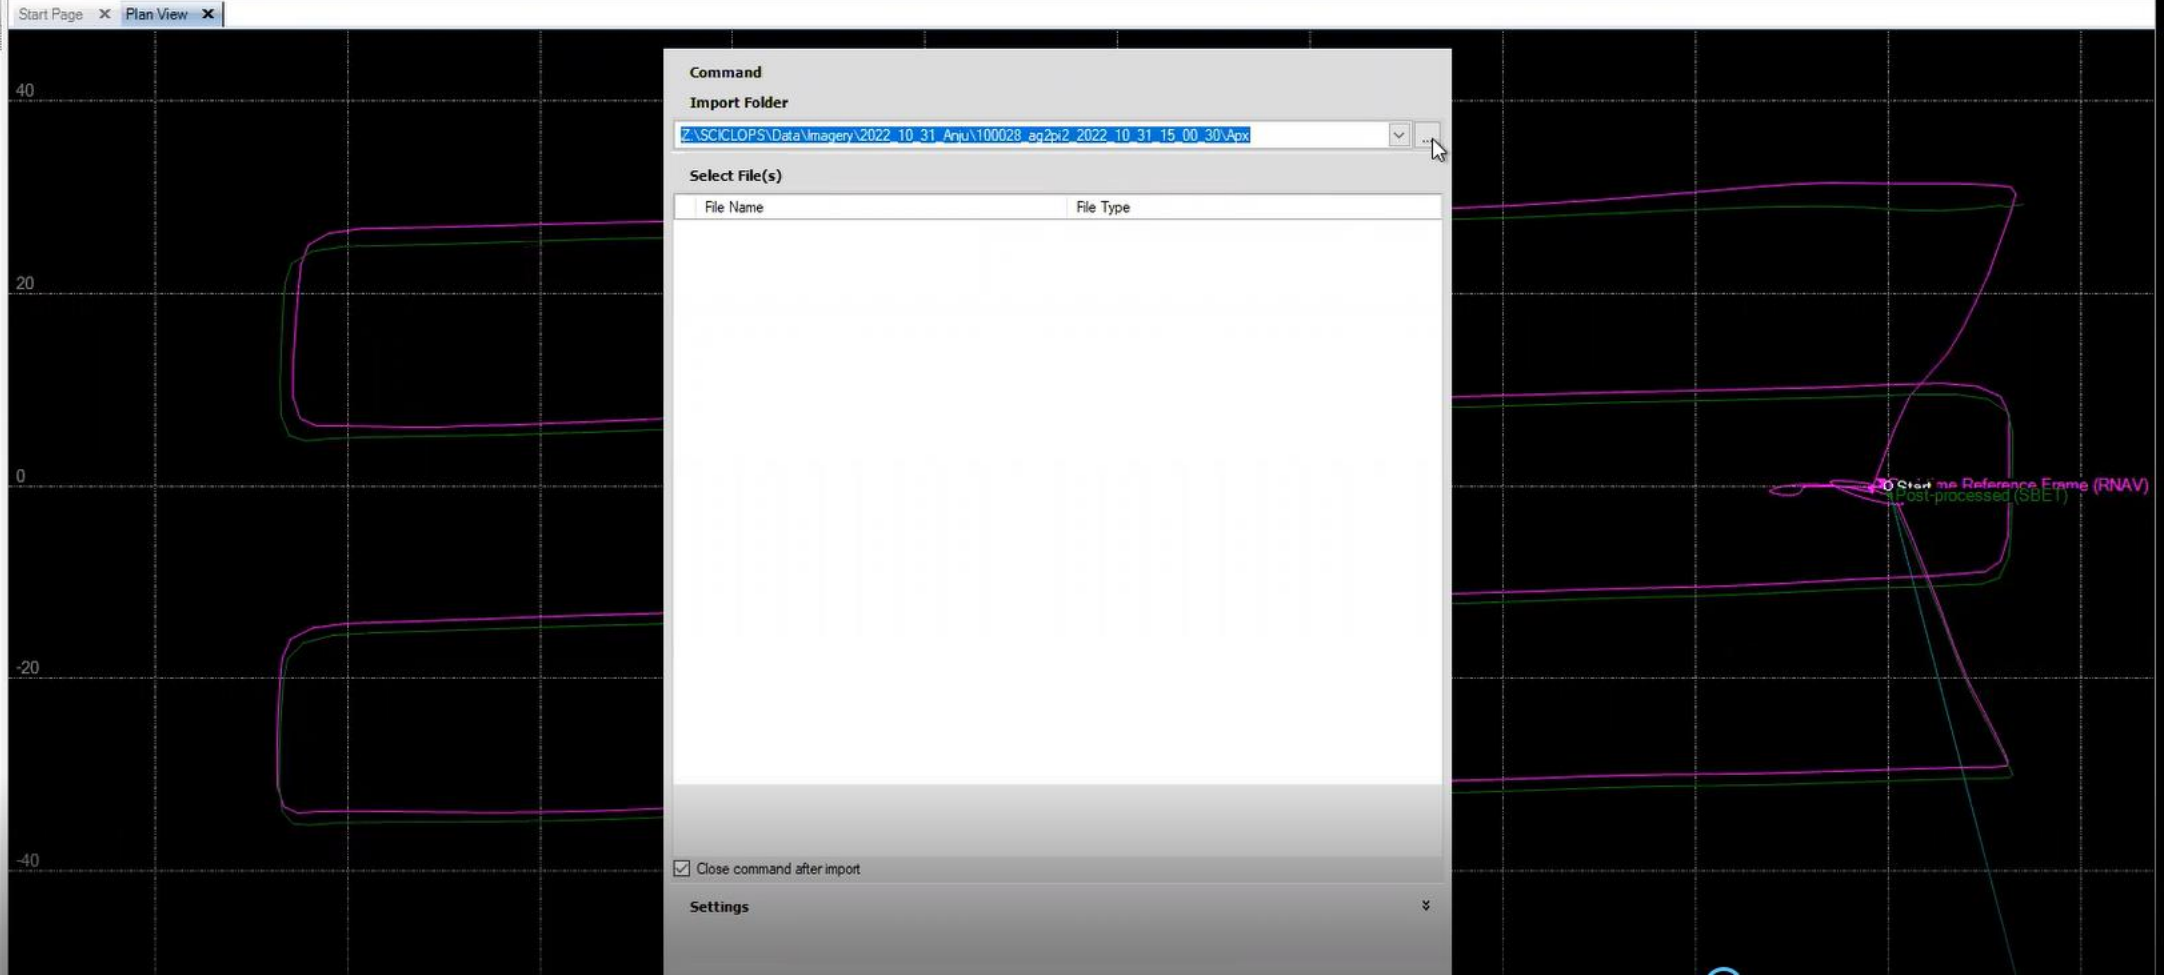 Start Page
Plan View
Command
Import Folder
Z:\SCICLOPS\Data\Imagery\2022_10_31_Anju\100028_ag2pi2_2022_10_31_15_00_30\Apx
...
Select File(s)
File Name
File Type
40
20
0
-20
-40
Start
me Reference Frame (RNAV)
Post-processed (SBET)
Close command after import
Settings